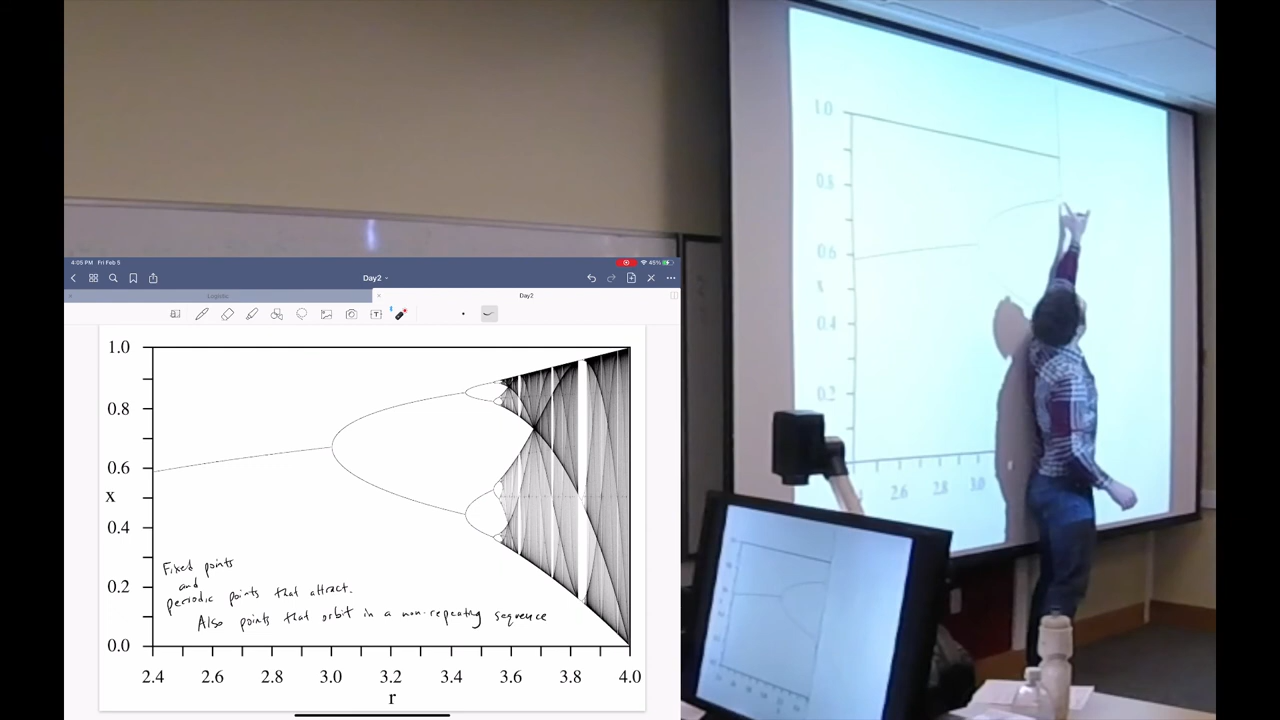 4:05 PM Fri Feb 5
45%
Day2
Logistic
Day2
T
1.0
0.8
0.6
x
0.4
0.2
0.0
2.4 2.6 2.8 3.0 3.2 3.4 3.6 3.8 4.0
r
Fixed points
and
periodic points that attract.
Also points that orbit in a non-repeating sequence
1.0
0.8
0.6
x
0.4
0.2
2.6 2.8 3.0